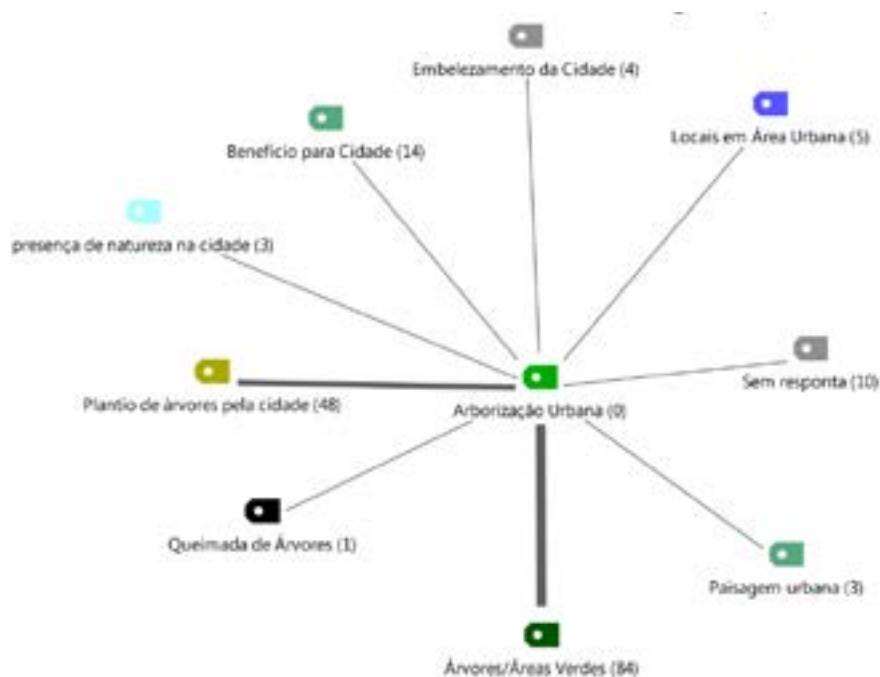 Embelezamento da Cidade (4)
Locais em Área Urbana (5)
Benefício para Cidade (14)
presença de natureza na cidade (3)
Sem responta (10)
Plantio de árvores pela cidade (48)
Arborização Urbana (0)
Queimada de Árvores (1)
Paisagem urbana (3)
Árvores/Áreas Verdes (84)